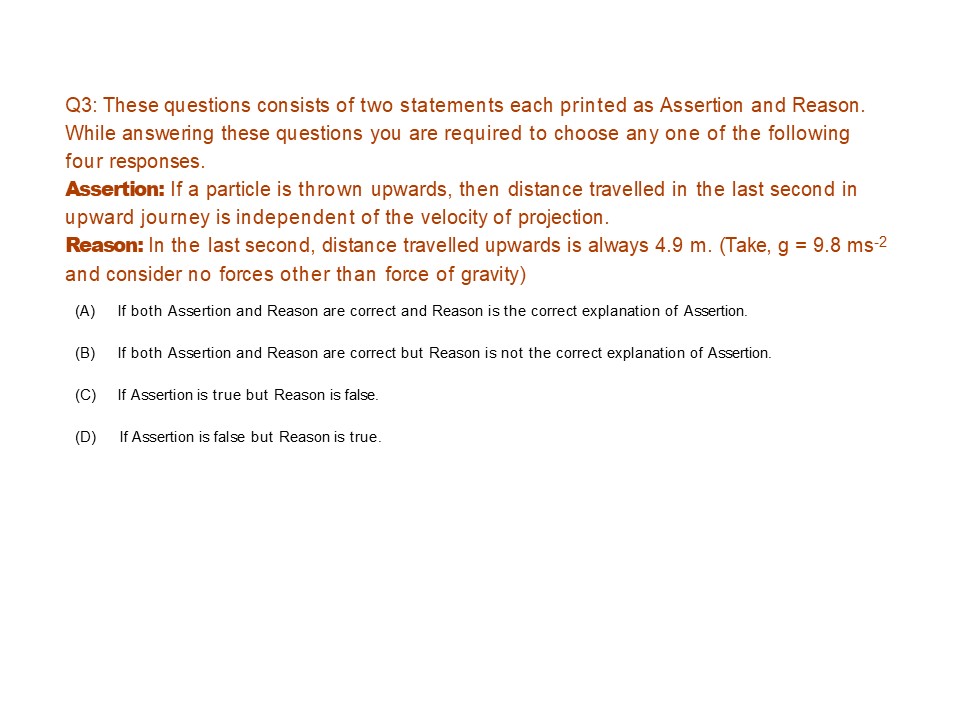 Q3: These questions consists of two statements each printed as Assertion and Reason.
While answering these questions you are required to choose any one of the following
four responses.
Assertion: If a particle is thrown upwards, then distance travelled in the last second in
upward journey is independent of the velocity of projection.
Reason: In the last second, distance travelled upwards is always 4.9 m. (Take, g = 9.8 ms-2
and consider no forces other than force of gravity)
(A) If both Assertion and Reason are correct and Reason is the correct explanation of Assertion.
(B) If both Assertion and Reason are correct but Reason is not the correct explanation of Assertion.
(C) If Assertion is true but Reason is false.
(D) If Assertion is false but Reason is true.